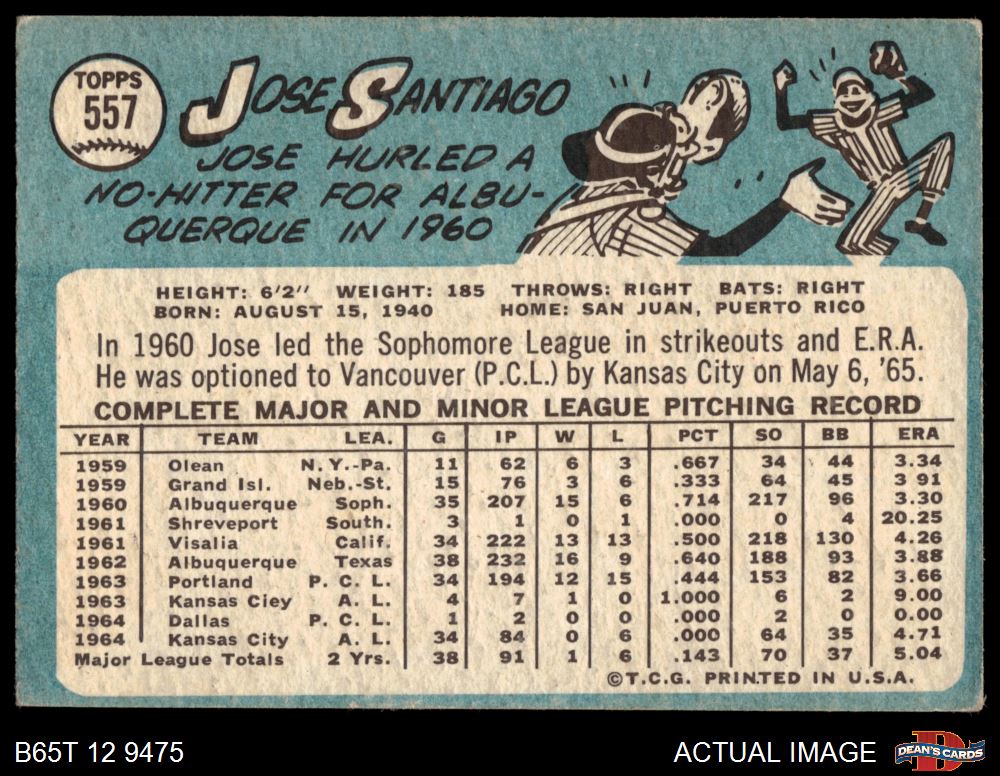 TOPPS
557
JOSE SANTIAGO
JOSE HURLED A
NO-HITTER FOR ALBU-
QUERQUE IN 1960
HEIGHT: 6'2" WEIGHT: 185 THROWS: RIGHT BATS: RIGHT
BORN: AUGUST 15, 1940 HOME: SAN JUAN, PUERTO RICO
In 1960 Jose led the Sophomore League in strikeouts and E.R.A.
He was optioned to Vancouver (P.C.L.) by Kansas City on May 6, '65.
COMPLETE MAJOR AND MINOR LEAGUE PITCHING RECORD
YEAR TEAM LEA. G IP W L PCT SO BB ERA
1959 Olean N.Y.-Pa. 11 62 6 3 .667 34 44 3.34
1959 Grand Isl. Neb.-St. 15 76 3 6 .333 64 45 3 91
1960 Albuquerque Soph. 35 207 15 6 .714 217 96 3.30
1961 Shreveport South. 3 1 0 1 .000 0 4 20.25
1961 Visalia Calif. 34 222 13 13 .500 218 130 4.26
1962 Albuquerque Texas 38 232 16 9 .640 188 93 3.88
1963 Portland P. C. L. 34 194 12 15 .444 153 82 3.66
1963 Kansas Ciey A. L. 4 7 1 0 1.000 6 2 9.00
1964 Dallas P. C. L. 1 2 0 0 .000 2 0 0.00
1964 Kansas City A. L. 34 84 0 6 .000 64 35 4.71
Major League Totals 2 Yrs. 38 91 1 6 .143 70 37 5.04
©T.C.G. PRINTED IN U.S.A.
B65T 12 9475 ACTUAL IMAGE DEAN'S CARDS